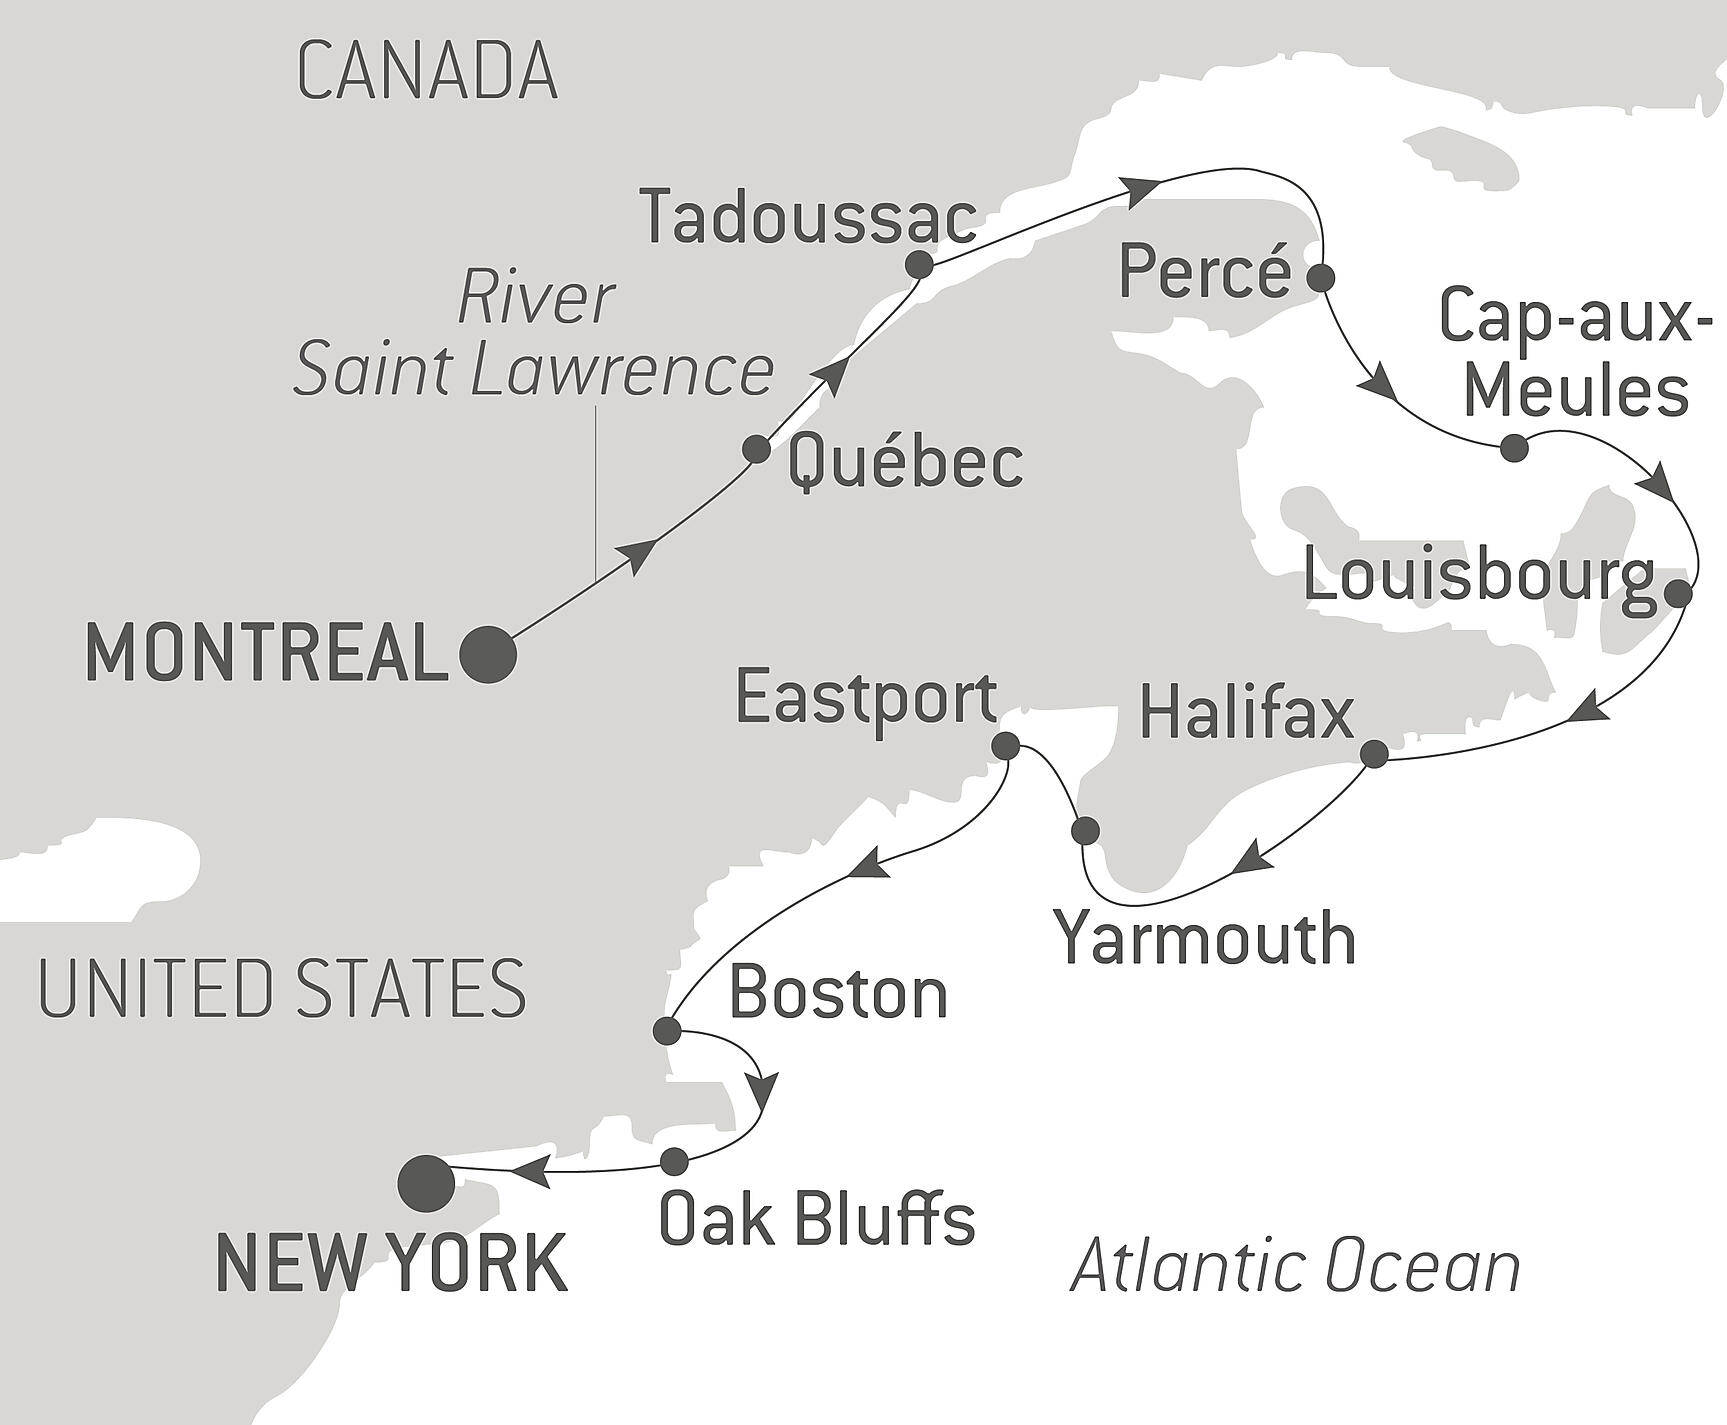 CANADA
Tadoussac
River
Saint Lawrence
Percé
Cap-aux-
Meules
Québec
Louisbourg
MONTREAL
Eastport
Halifax
Yarmouth
UNITED STATES
Boston
Oak Bluffs
NEW YORK
Atlantic Ocean